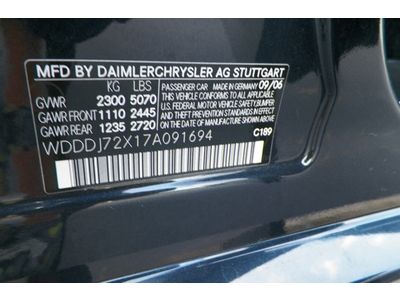 MFD BY DAIMLERCHRYSLER AG STUTTGART
KG LBS
GVWR 2300 5070
GAWR FRONT 1110 2445
GAWR REAR 1235 2720
PASSENGER CAR 09/06
MADE IN GERMANY
THIS VEHICLE CONFORMS TO ALL APPLICABLE
U.S. FEDERAL MOTOR VEHICLE SAFETY, BUMPER
AND THEFT PREVENTION STANDARDS IN EFFECT
ON THE DATE OF MANUFACTURE SHOWN ABOVE.
WDDDJ72X17A091694
C189